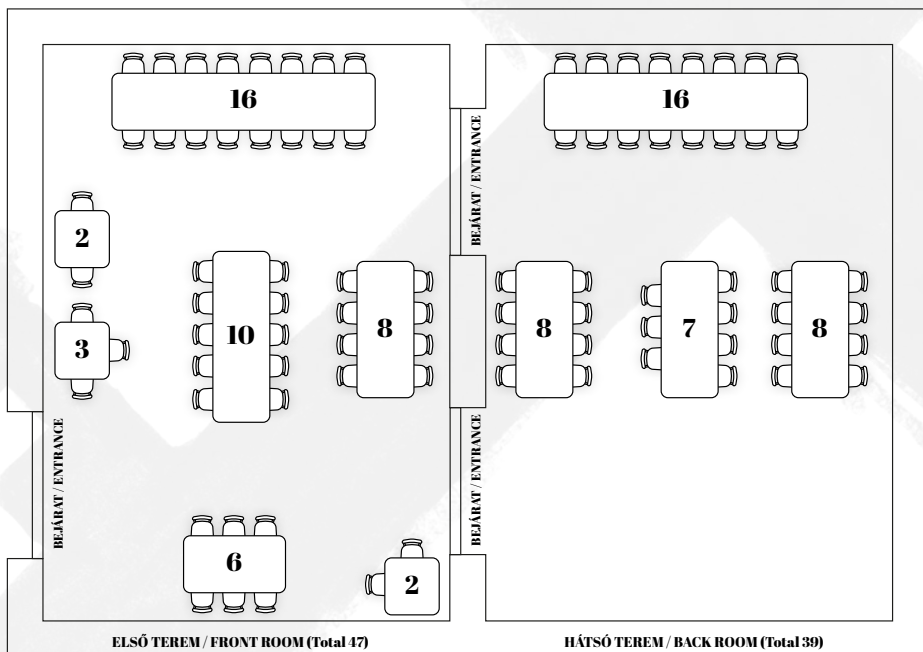 16
16
BEJÁRAT / ENTRANCE
2
3
10
8
8
7
8
BEJÁRAT / ENTRANCE
BEJÁRAT / ENTRANCE
6
2
ELSŐ TEREM / FRONT ROOM (Total 47)
HÁTSÓ TEREM / BACK ROOM (Total 39)